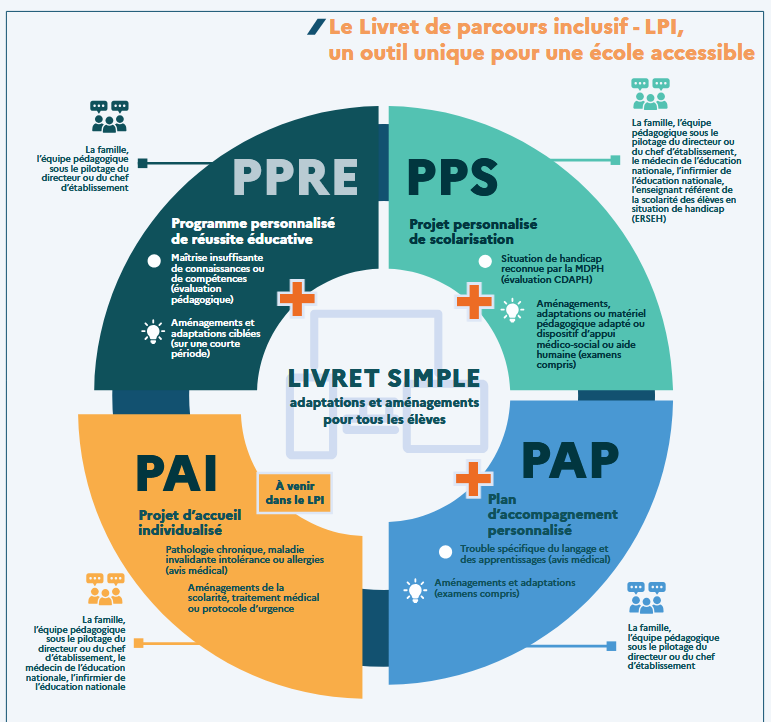 Le Livret de parcours inclusif - LPI,
un outil unique pour une école accessible
La famille,
l'équipe pédagogique
sous le pilotage du
directeur ou du chef
d'établissement
PPRE
Programme personnalisé
de réussite éducative
Maîtrise insuffisante
de connaissances ou
de compétences
(évaluation
pédagogique)
Aménagements et
adaptations ciblées
(sur une courte
période)
La famille, l'équipe
pédagogique sous le
pilotage du directeur ou
du chef d'établissement,
le médecin de l'éducation
nationale, l'infirmier de
l'éducation nationale,
l'enseignant référent de
la scolarité des élèves en
situation de handicap
(ERSEH)
PPS
Projet personnalisé
de scolarisation
Situation de handicap
reconnue par la MDPH
(évaluation CDAPH)
Aménagements,
adaptations ou matériel
pédagogique adapté ou
dispositif d'appui
médico-social ou aide
humaine (examens
compris)
LIVRET SIMPLE
adaptations et aménagements
pour tous les élèves
PAI
À venir
dans le LPI
Projet d'accueil
individualisé
Pathologie chronique, maladie
invalidante intolérance ou allergies
(avis médical)
Aménagements de la
scolarité, traitement médical
ou protocole d'urgence
La famille,
l'équipe pédagogique
sous le pilotage du
directeur ou du chef
d'établissement, le
médecin de l'éducation
nationale, l'infirmier de
l'éducation nationale
PAP
Plan
d'accompagnement
personnalisé
Trouble spécifique du langage et
des apprentissages (avis médical)
Aménagements et adaptations
(examens compris)
La famille,
l'équipe pédagogique
sous le pilotage du
directeur ou du chef
d'établissement